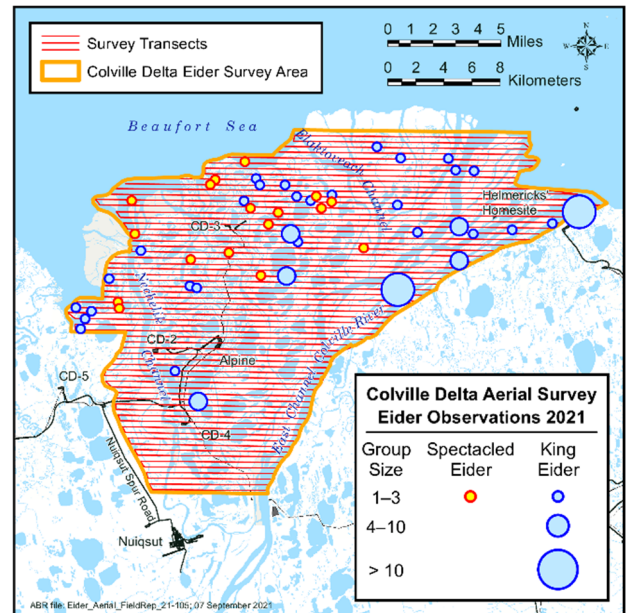 Survey Transects
Colville Delta Eider Survey Area
0 1 2 3 4 5
Miles
0 2 4 6 8
Kilometers
N
W
E
S
Beaufort Sea
Elaktoveach Channel
Helmericks'
Homesite
CD-3
Nechelik
Channel
CD-2
Alpine
East Channel Colville River
CD-5
CD-4
Nuiqsut Spur Road
Nuiqsut
Colville Delta Aerial Survey
Eider Observations 2021
Group Spectacled King
Size Eider Eider
1–3
4–10
> 10
ABR file: Eider_Aerial_FieldRep_21-105; 07 September 2021